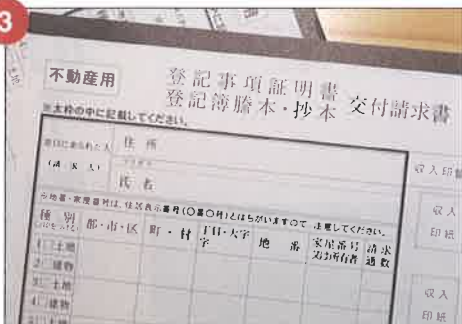 3
不動産用
登記事項証明書
登記簿謄本・抄本 交付請求書
※太枠の中に記載してください。
住所
(請求人)
氏名
収入印
※地番・家屋番号は、住居表示番号(○番○号)とはちがいますので、注意してください。
種別 郡・市・区 町・村 丁目・大字 地番 家屋番号 請求
字 又は所有者 通数
収入
印紙
1 土地
2 建物
3 土地
4 建物
5 土地
収入
印紙